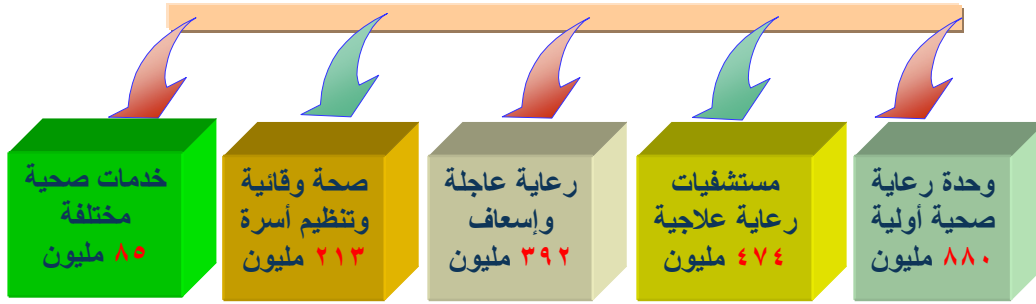 وحدة رعاية
صحية أولية
٨٨٠ مليون
مستشفيات
رعاية علاجية
٤٧٤ مليون
رعاية عاجلة
وإسعاف
٣٩٢ مليون
صحة وقائية
وتنظيم أسرة
٢١٣ مليون
خدمات صحية
مختلفة
٨٥ مليون